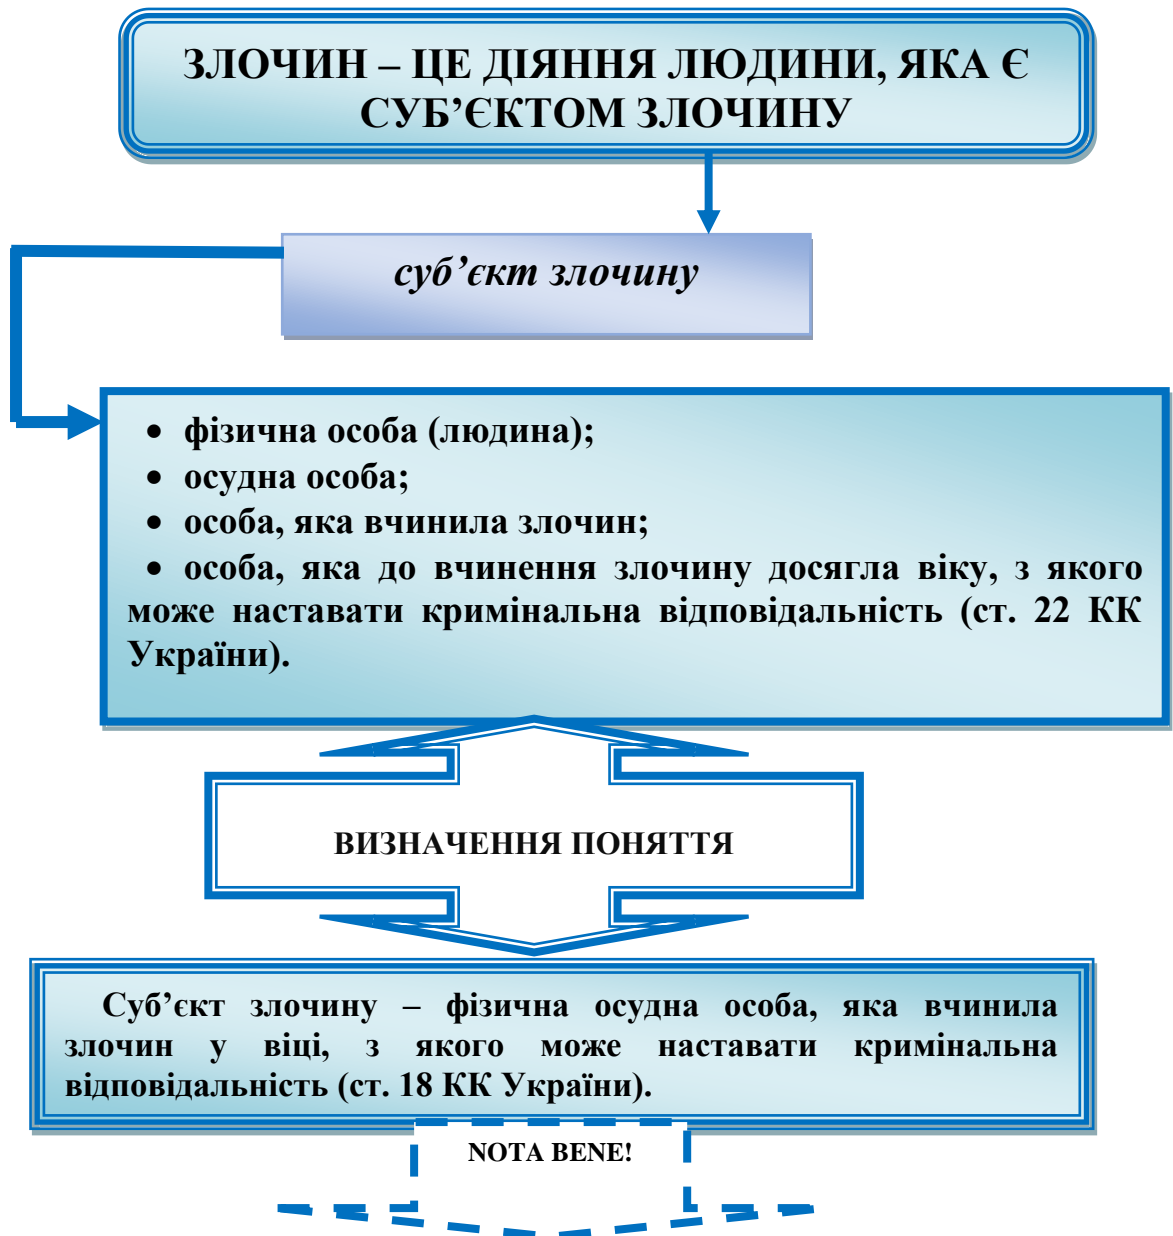 ЗЛОЧИН – ЦЕ ДІЯННЯ ЛЮДИНИ, ЯКА Є
СУБ’ЄКТОМ ЗЛОЧИНУ
суб’єкт злочину
• фізична особа (людина);
• осудна особа;
• особа, яка вчинила злочин;
• особа, яка до вчинення злочину досягла віку, з якого
може наставати кримінальна відповідальність (ст. 22 КК
України).
ВИЗНАЧЕННЯ ПОНЯТТЯ
Суб’єкт злочину – фізична осудна особа, яка вчинила
злочин у віці, з якого може наставати кримінальна
відповідальність (ст. 18 КК України).
NOTA BENE!